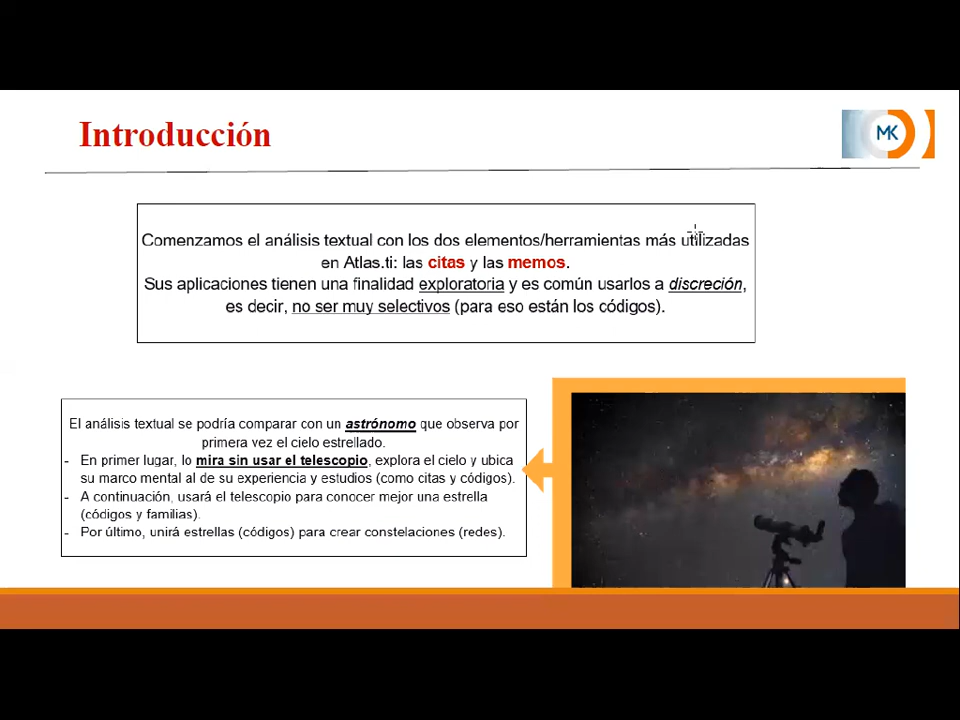 Introducción
MK
Comenzamos el análisis textual con los dos elementos/herramientas más utilizadas
en Atlas.ti: las citas y las memos.
Sus aplicaciones tienen una finalidad exploratoria y es común usarlos a discreción,
es decir, no ser muy selectivos (para eso están los códigos).
El análisis textual se podría comparar con un astrónomo que observa por
primera vez el cielo estrellado.
- En primer lugar, lo mira sin usar el telescopio, explora el cielo y ubica
su marco mental al de su experiencia y estudios (como citas y códigos).
- A continuación, usará el telescopio para conocer mejor una estrella
(códigos y familias).
- Por último, unirá estrellas (códigos) para crear constelaciones (redes).